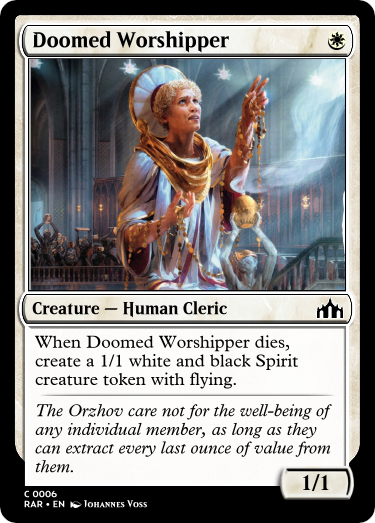 Doomed Worshipper
Creature — Human Cleric
When Doomed Worshipper dies,
create a 1/1 white and black Spirit
creature token with flying.
The Orzhov care not for the well-being of
any individual member, as long as they
can extract every last ounce of value from
them.
1/1
C 0006
RAR • EN Johannes Voss